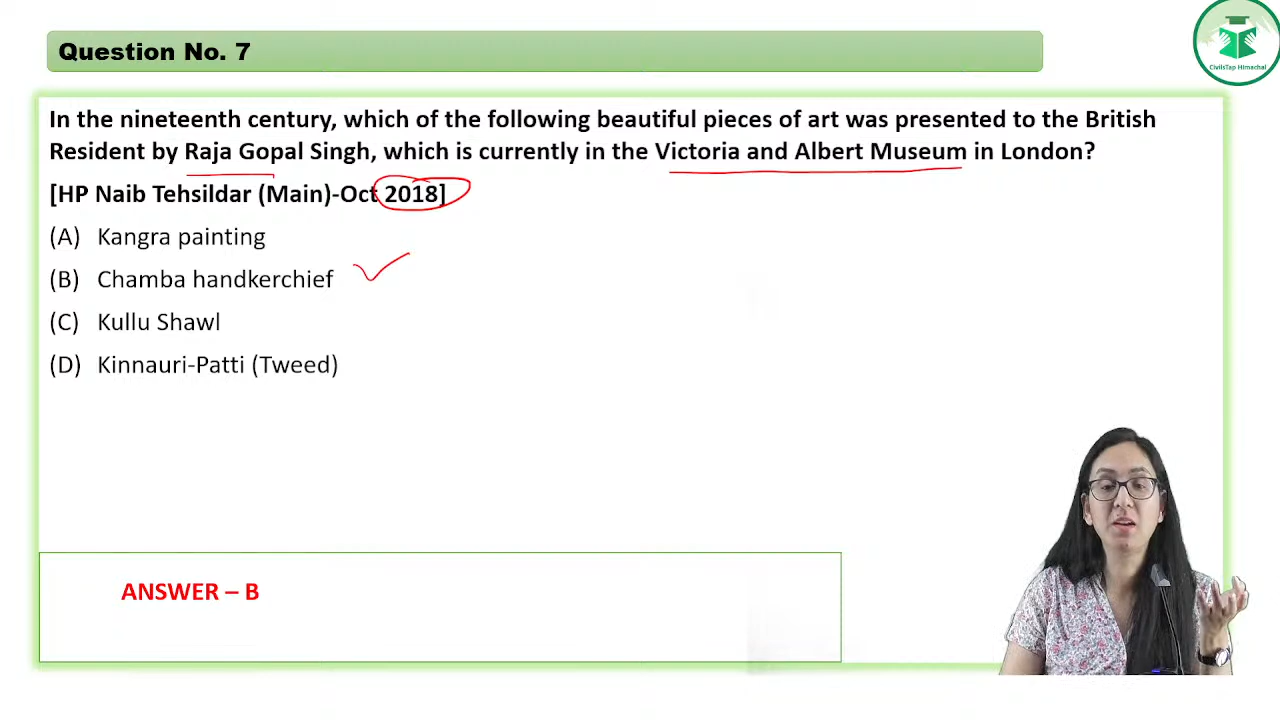 Question No. 7
CivilsTap Himachal
In the nineteenth century, which of the following beautiful pieces of art was presented to the British
Resident by Raja Gopal Singh, which is currently in the Victoria and Albert Museum in London?
[HP Naib Tehsildar (Main)-Oct 2018]
(A) Kangra painting
(B) Chamba handkerchief
(C) Kullu Shawl
(D) Kinnauri-Patti (Tweed)
ANSWER – B